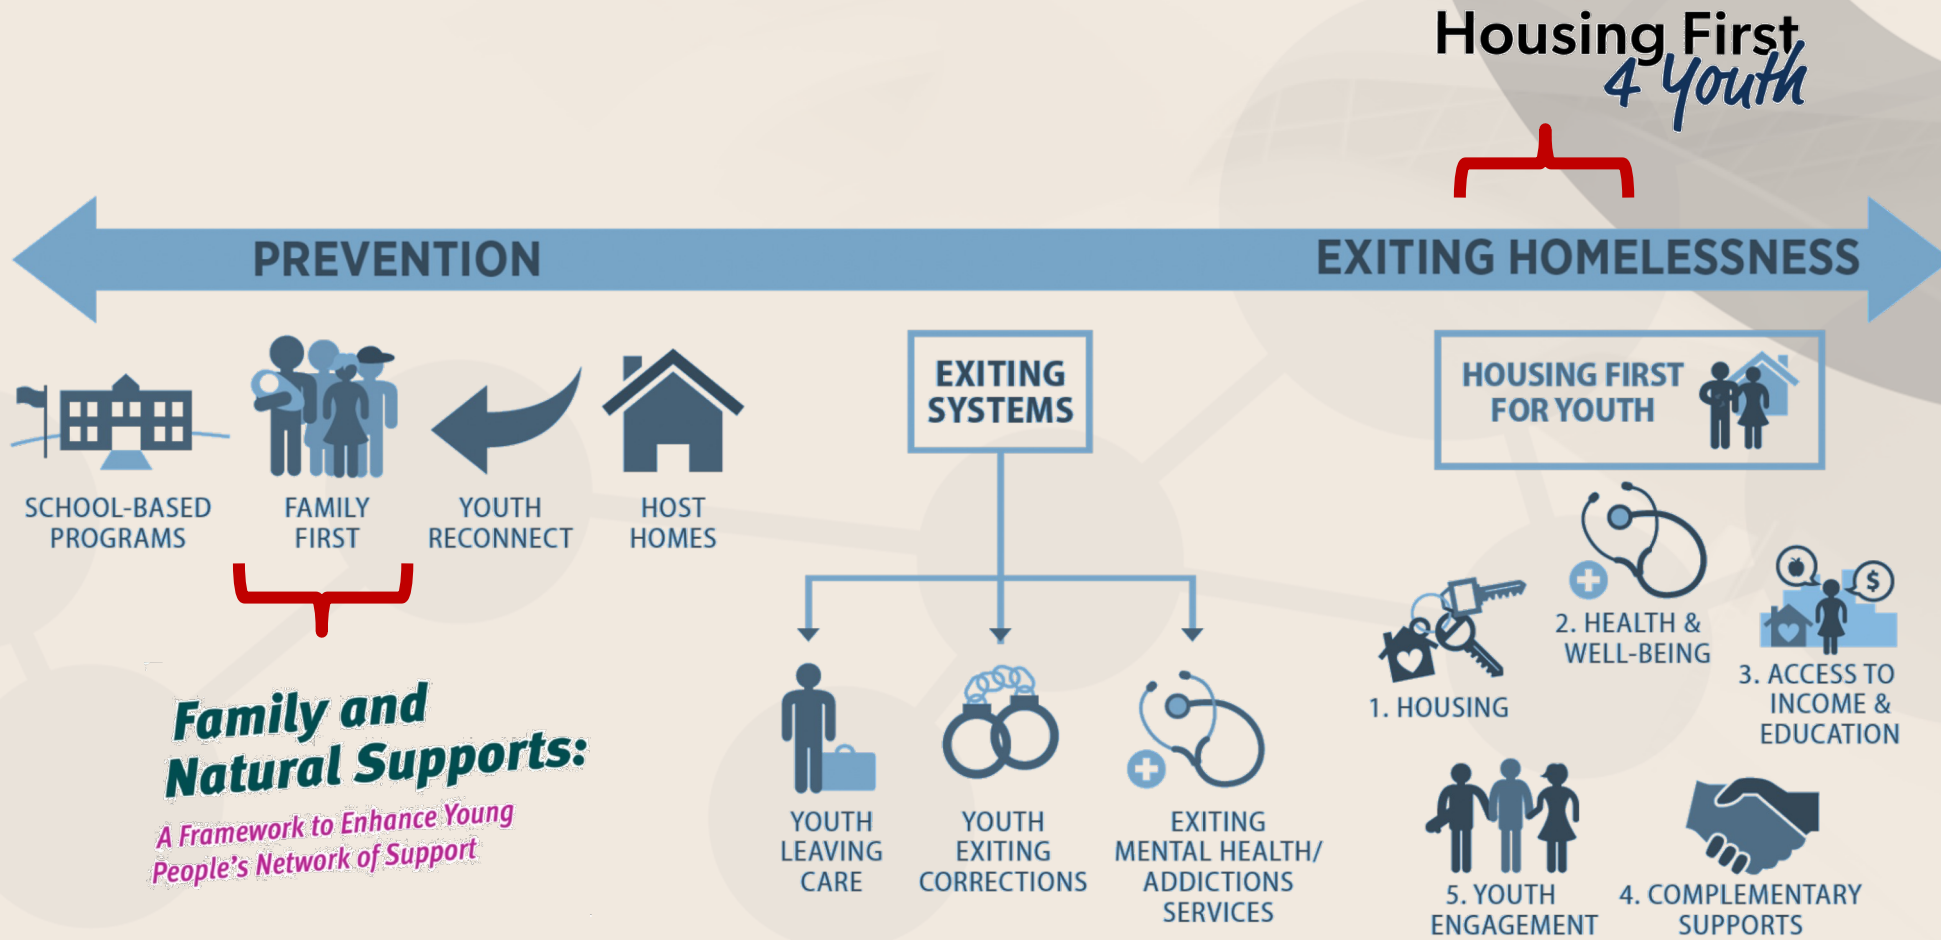 Housing First
4 Youth
PREVENTION
EXITING HOMELESSNESS
SCHOOL-BASED
PROGRAMS
FAMILY
FIRST
YOUTH
RECONNECT
HOST
HOMES
Family and
Natural Supports:
A Framework to Enhance Young
People's Network of Support
EXITING
SYSTEMS
YOUTH
LEAVING
CARE
YOUTH
EXITING
CORRECTIONS
EXITING
MENTAL HEALTH/
ADDICTIONS
SERVICES
HOUSING FIRST
FOR YOUTH
1. HOUSING
2. HEALTH &
WELL-BEING
$
3. ACCESS TO
INCOME &
EDUCATION
5. YOUTH
ENGAGEMENT
4. COMPLEMENTARY
SUPPORTS